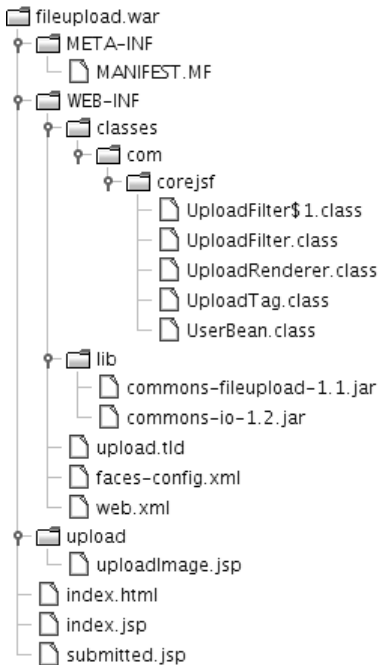 fileupload.war
META-INF
MANIFEST.MF
WEB-INF
classes
com
corejsf
UploadFilter$1.class
UploadFilter.class
UploadRenderer.class
UploadTag.class
UserBean.class
lib
commons-fileupload-1.1.jar
commons-io-1.2.jar
upload.tld
faces-config.xml
web.xml
upload
uploadImage.jsp
index.html
index.jsp
submitted.jsp